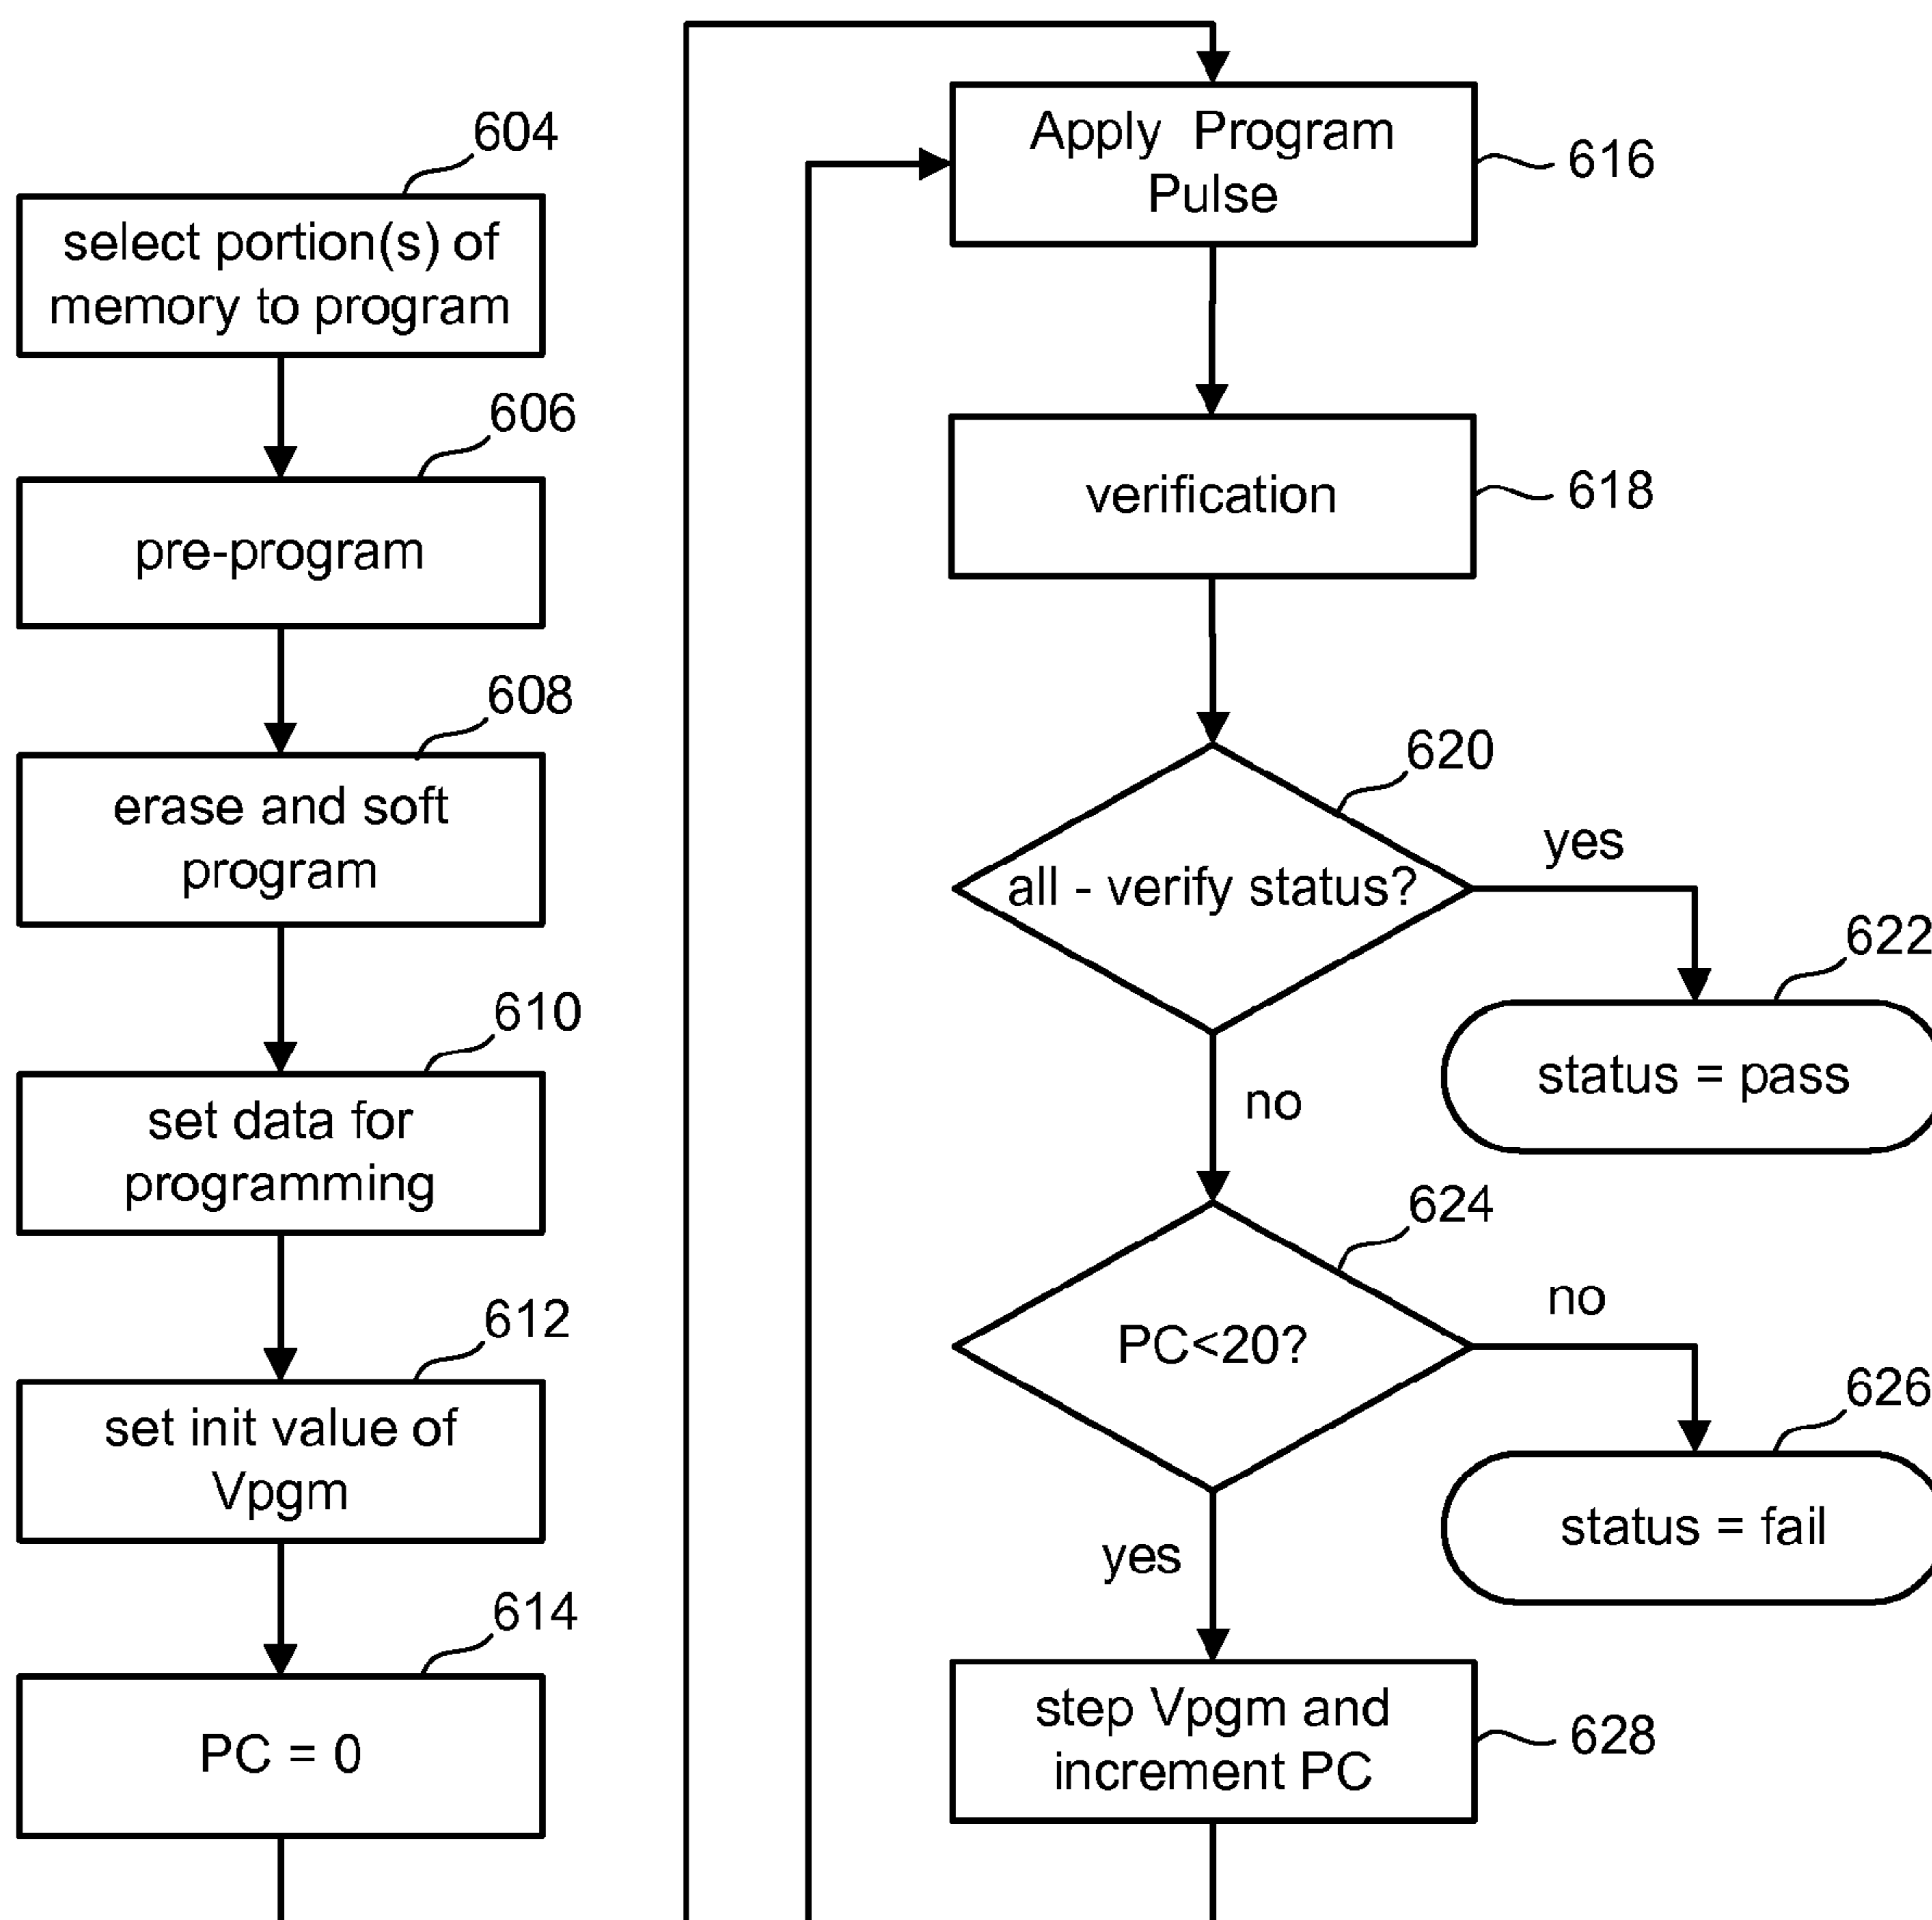 604
select portion(s) of
memory to program
606
pre-program
608
erase and soft
program
610
set data for
programming
612
set init value of
Vpgm
614
PC = 0
Apply Program
Pulse
616
verification
618
620
all - verify status?
yes
622
status = pass
no
624
PC<20?
no
626
status = fail
yes
step Vpgm and
increment PC
628